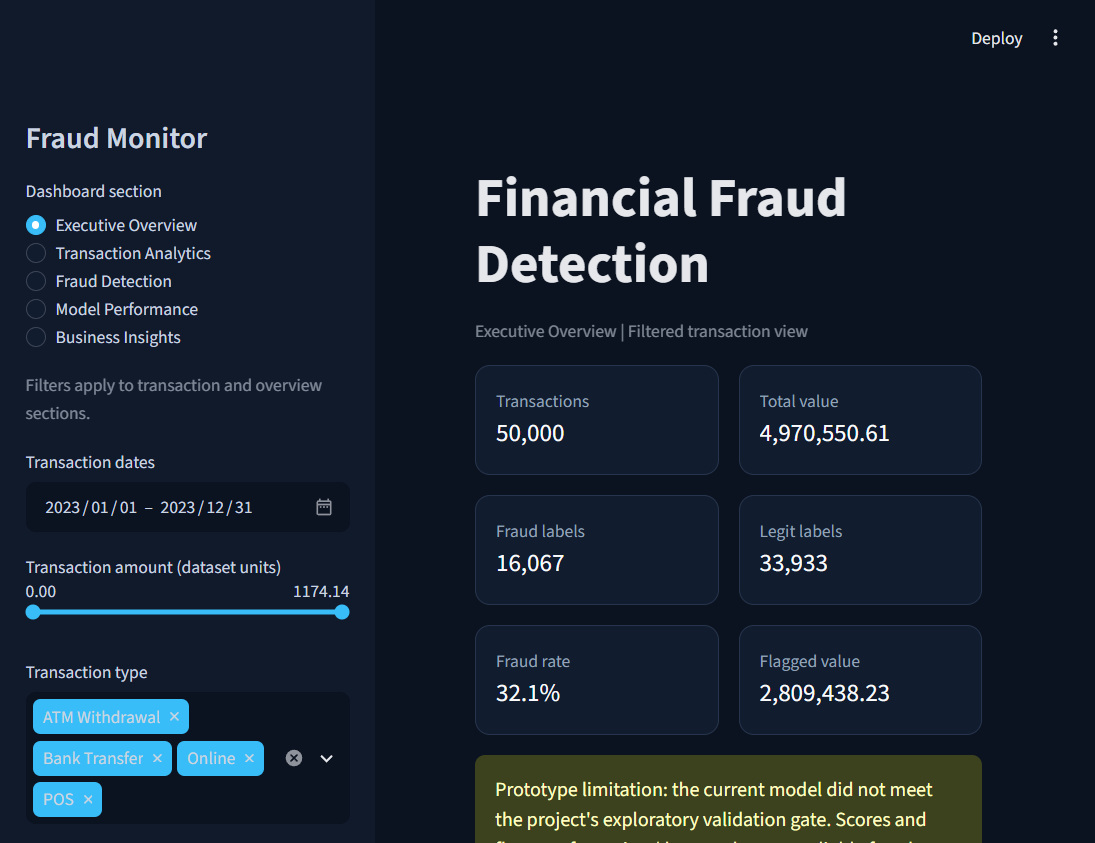 Deploy
Fraud Monitor
Dashboard section
Executive Overview
Transaction Analytics
Fraud Detection
Model Performance
Business Insights
Filters apply to transaction and overview
sections.
Transaction dates
2023/01/01 – 2023/12/31
Transaction amount (dataset units)
0.00 1174.14
Transaction type
ATM Withdrawal ×
Bank Transfer × Online ×
POS ×
Financial Fraud
Detection
Executive Overview | Filtered transaction view
Transactions
50,000
Total value
4,970,550.61
Fraud labels
16,067
Legit labels
33,933
Fraud rate
32.1%
Flagged value
2,809,438.23
Prototype limitation: the current model did not meet
the project's exploratory validation gate. Scores and